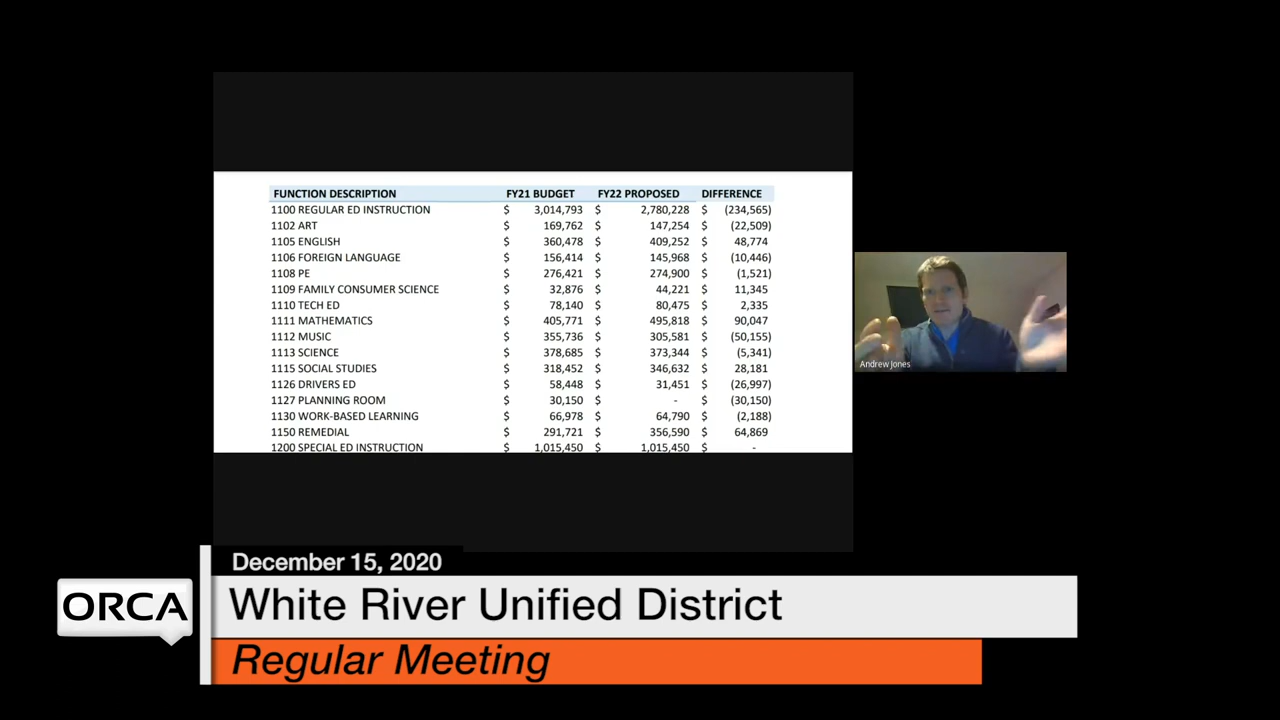 FUNCTION DESCRIPTION FY21 BUDGET FY22 PROPOSED DIFFERENCE
1100 REGULAR ED INSTRUCTION $ 3,014,793 $ 2,780,228 $ (234,565)
1102 ART $ 169,762 $ 147,254 $ (22,509)
1105 ENGLISH $ 360,478 $ 409,252 $ 48,774
1106 FOREIGN LANGUAGE $ 156,414 $ 145,968 $ (10,446)
1108 PE $ 276,421 $ 274,900 $ (1,521)
1109 FAMILY CONSUMER SCIENCE $ 32,876 $ 44,221 $ 11,345
1110 TECH ED $ 78,140 $ 80,475 $ 2,335
1111 MATHEMATICS $ 405,771 $ 495,818 $ 90,047
1112 MUSIC $ 355,736 $ 305,581 $ (50,155)
1113 SCIENCE $ 378,685 $ 373,344 $ (5,341)
1115 SOCIAL STUDIES $ 318,452 $ 346,632 $ 28,181
1126 DRIVERS ED $ 58,448 $ 31,451 $ (26,997)
1127 PLANNING ROOM $ 30,150 $ - $ (30,150)
1130 WORK-BASED LEARNING $ 66,978 $ 64,790 $ (2,188)
1150 REMEDIAL $ 291,721 $ 356,590 $ 64,869
1200 SPECIAL ED INSTRUCTION $ 1,015,450 $ 1,015,450 $ -
Andrew Jones
December 15, 2020
ORCA
White River Unified District
Regular Meeting